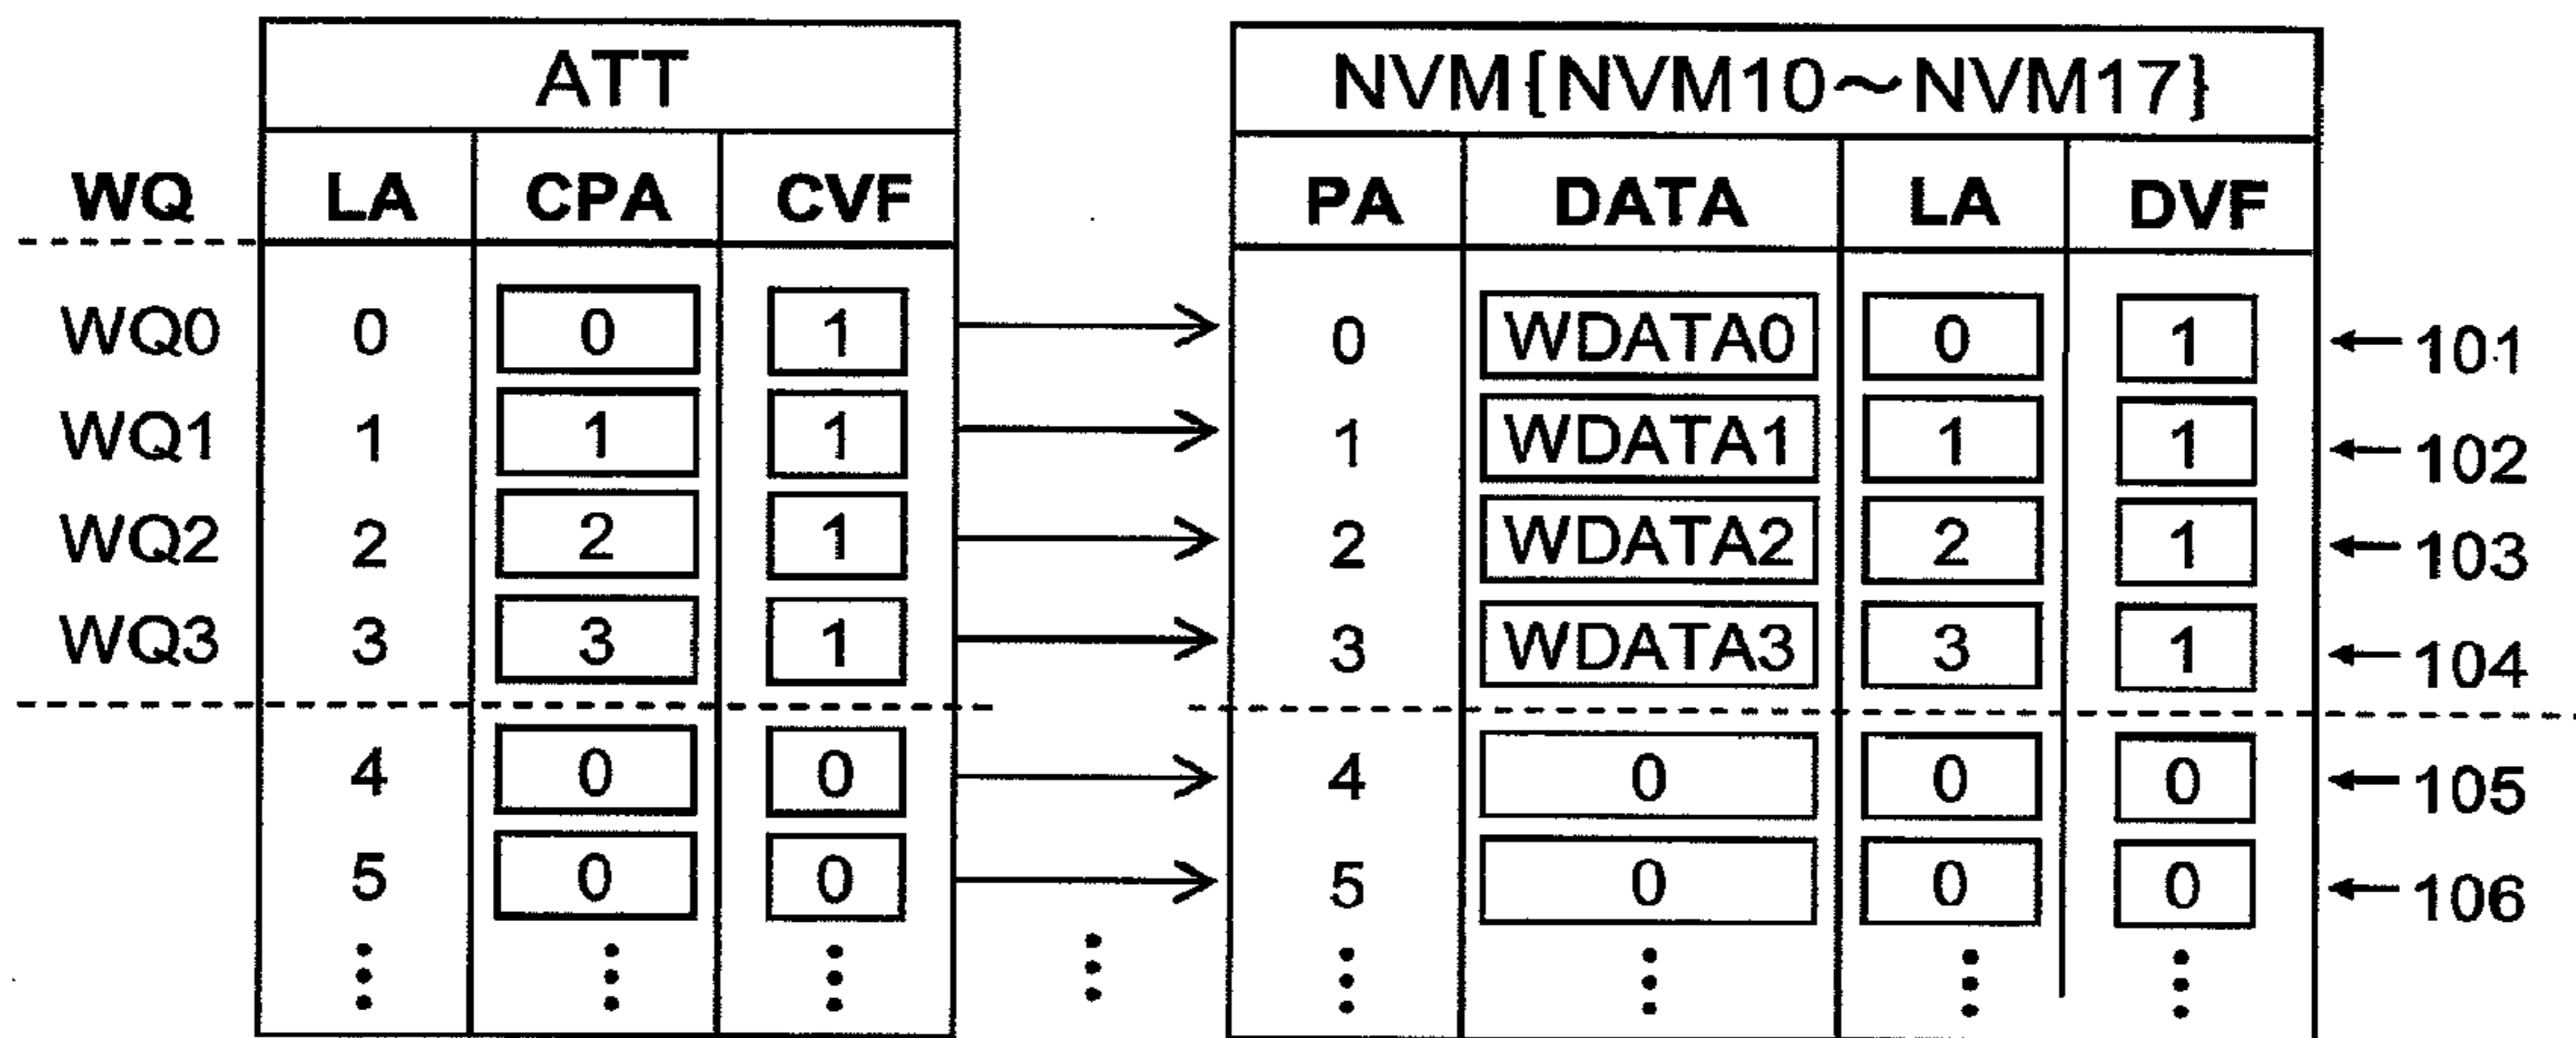 ATT NVM{NVM10～NVM17}
WQ LA CPA CVF PA DATA LA DVF
WQ0 0 0 1 0 WDATA0 0 1 101
WQ1 1 1 1 1 WDATA1 1 1 102
WQ2 2 2 1 2 WDATA2 2 1 103
WQ3 3 3 1 3 WDATA3 3 1 104
4 0 0 4 0 0 0 105
5 0 0 5 0 0 0 106